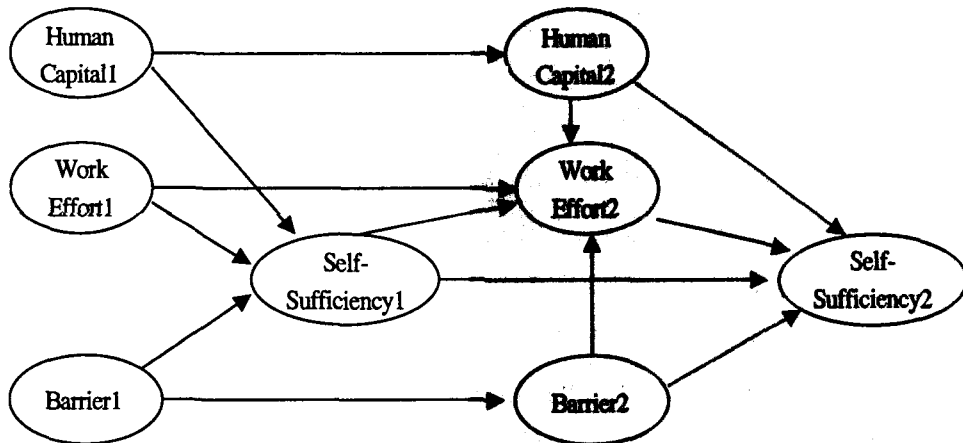 Human
Capital1
Human
Capital2
Work
Effort1
Work
Effort2
Self-
Sufficiency1
Self-
Sufficiency2
Barrier1
Barrier2